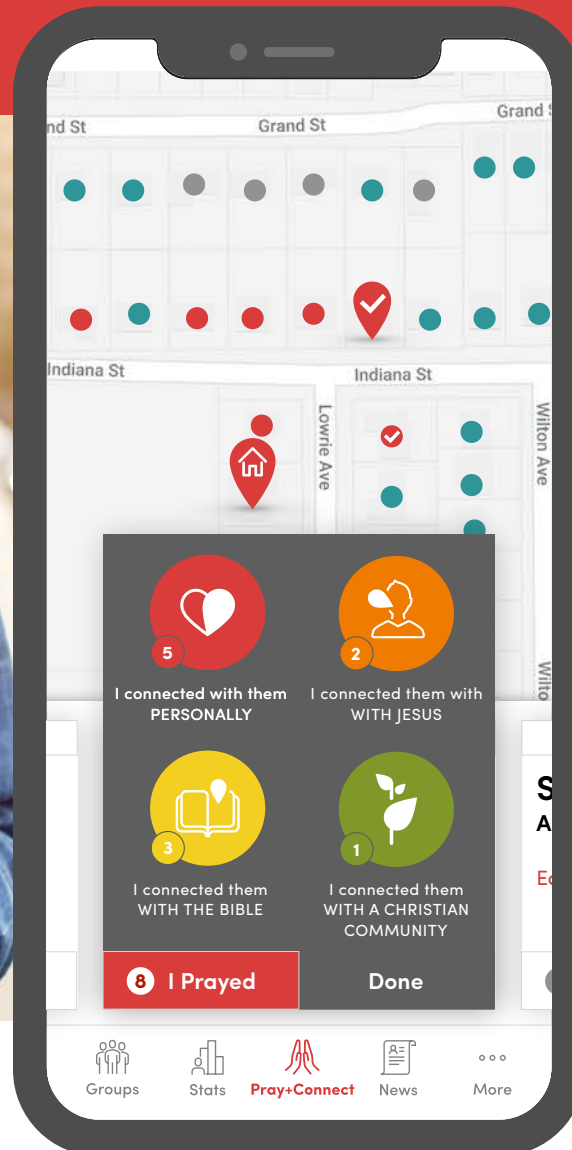 nd St
Grand St
Grand
Indiana St
Indiana St
Lowrie Ave
Wilton Ave
Wilto
5
2
I connected with them
PERSONALLY
I connected them with
WITH JESUS
3
1
I connected them
WITH THE BIBLE
I connected them
WITH A CHRISTIAN
COMMUNITY
8 I Prayed
Done
S
A
Groups
Stats
Pray+Connect
News
More